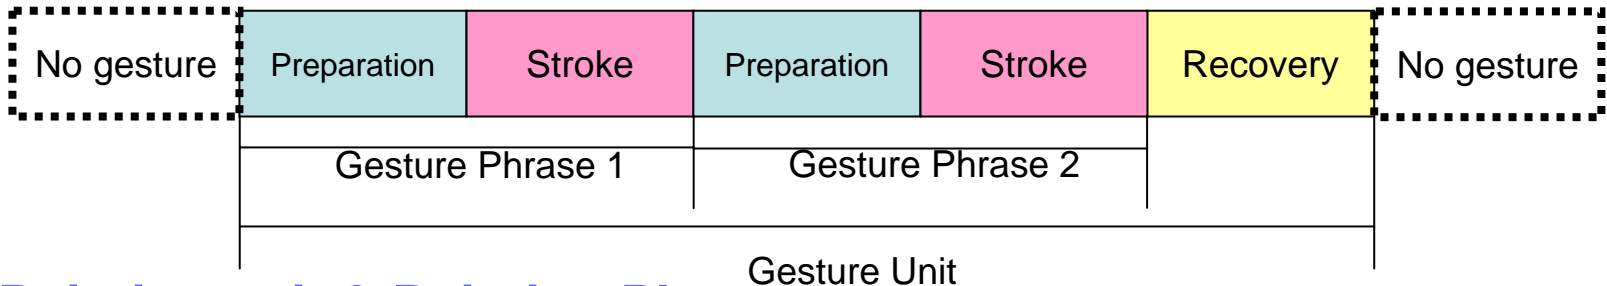 No gesture Preparation Stroke Preparation Stroke Recovery No gesture
Gesture Phrase 1 Gesture Phrase 2
Gesture Unit